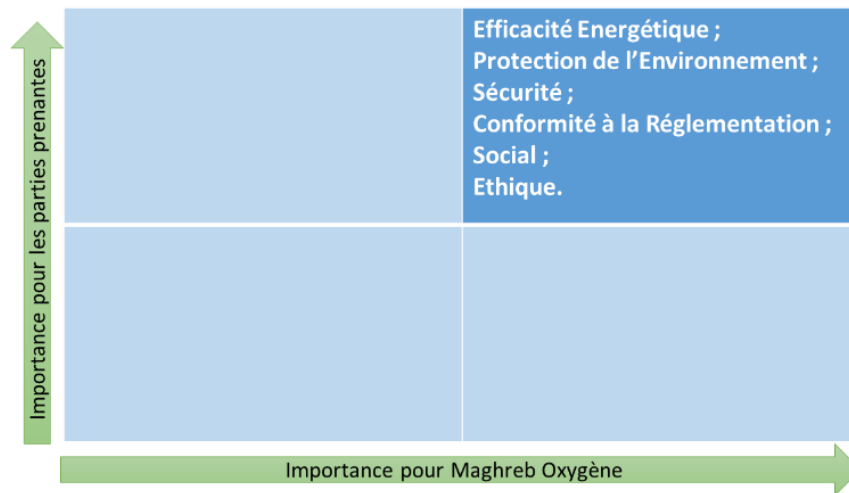 Efficacité Energétique ;
Protection de l’Environnement ;
Sécurité ;
Conformité à la Réglementation ;
Social ;
Ethique.
Importance pour les parties prenantes
Importance pour Maghreb Oxygène